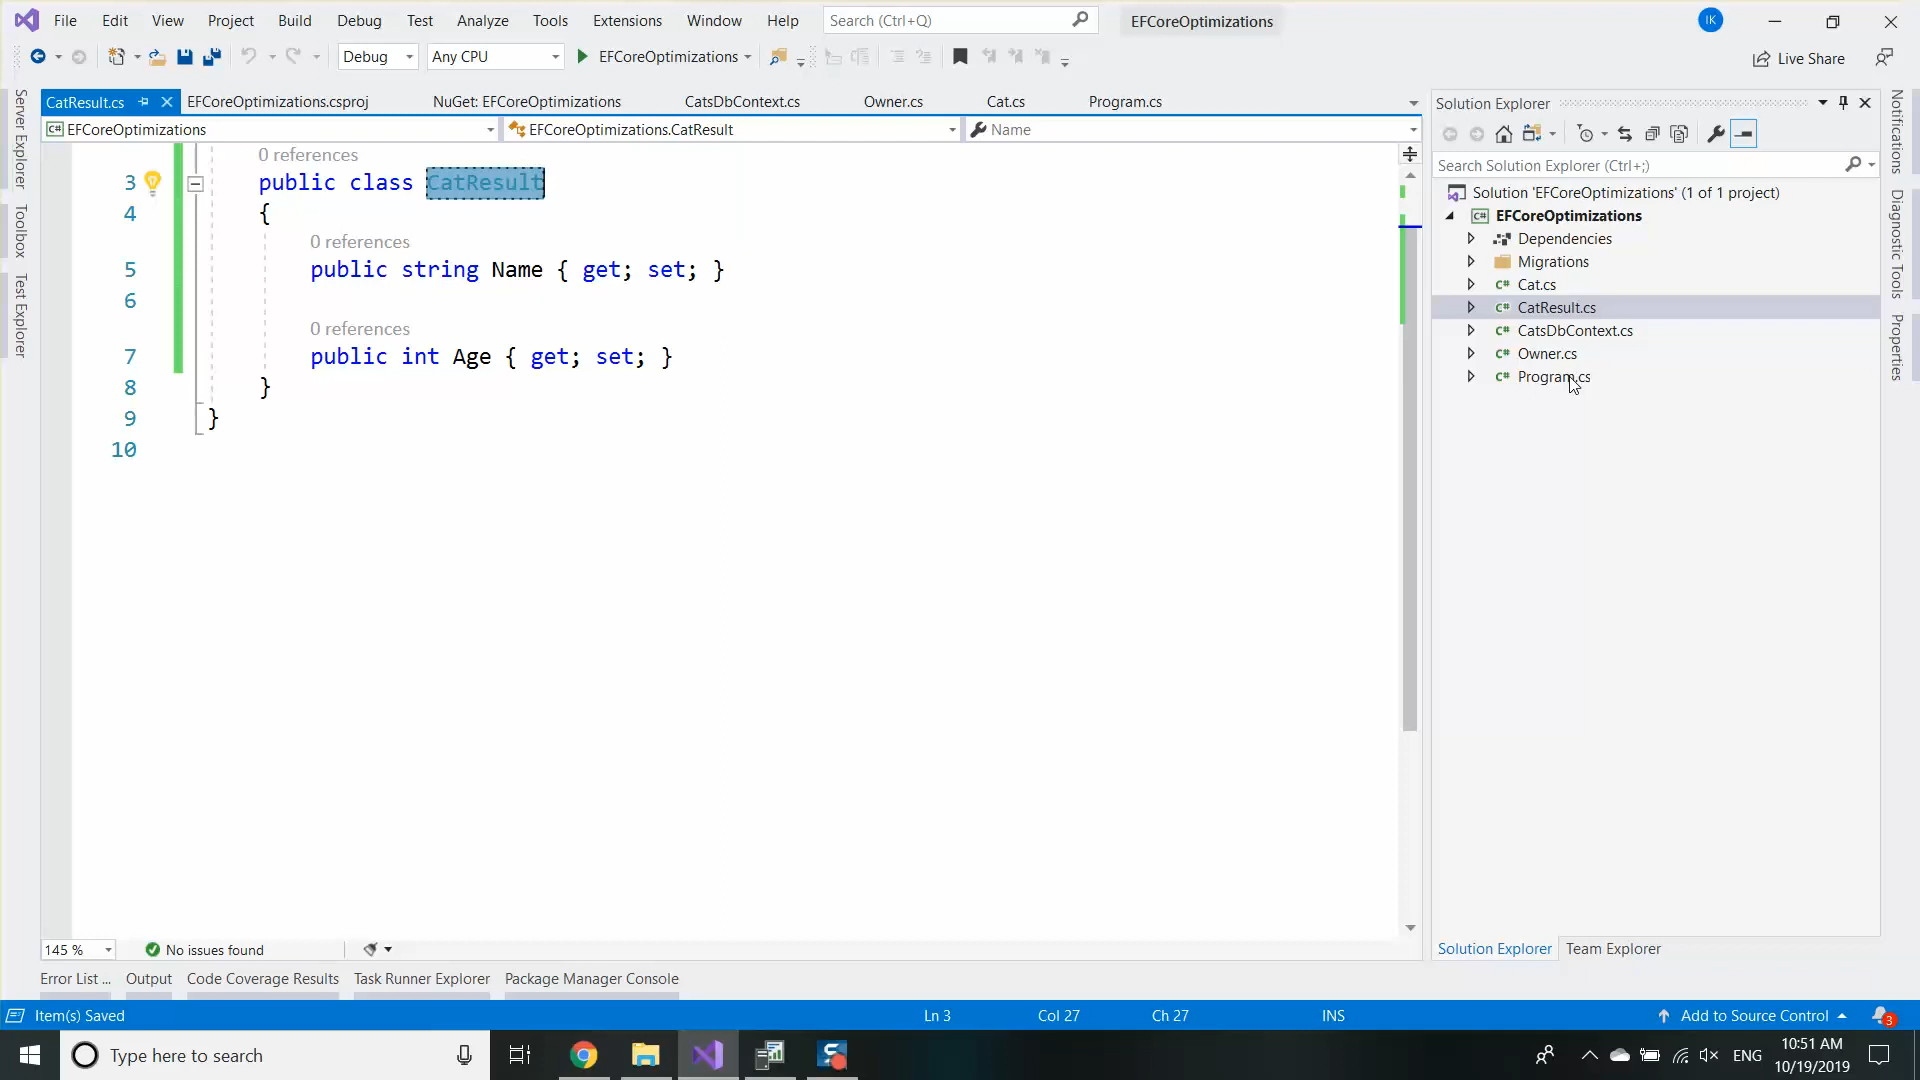 File Edit View Project Build Debug Test Analyze Tools Extensions Window Help Search (Ctrl+Q) EFCoreOptimizations IK
Debug Any CPU EFCoreOptimizations Live Share
CatResult.cs EFCoreOptimizations.csproj NuGet: EFCoreOptimizations CatsDbContext.cs Owner.cs Cat.cs Program.cs
C# EFCoreOptimizations EFCoreOptimizations.CatResult Name
0 references
3 public class CatResult
4 {
0 references
5 public string Name { get; set; }
6
0 references
7 public int Age { get; set; }
8 }
9 }
10
145 % No issues found
Solution Explorer
Search Solution Explorer (Ctrl+;)
Solution 'EFCoreOptimizations' (1 of 1 project)
C# EFCoreOptimizations
Dependencies
Migrations
C# Cat.cs
C# CatResult.cs
C# CatsDbContext.cs
C# Owner.cs
C# Program.cs
Solution Explorer Team Explorer
Server Explorer
Toolbox
Test Explorer
Notifications
Diagnostic Tools
Properties
Error List ... Output Code Coverage Results Task Runner Explorer Package Manager Console
Item(s) Saved Ln 3 Col 27 Ch 27 INS Add to Source Control 3
Type here to search ENG 10:51 AM
10/19/2019